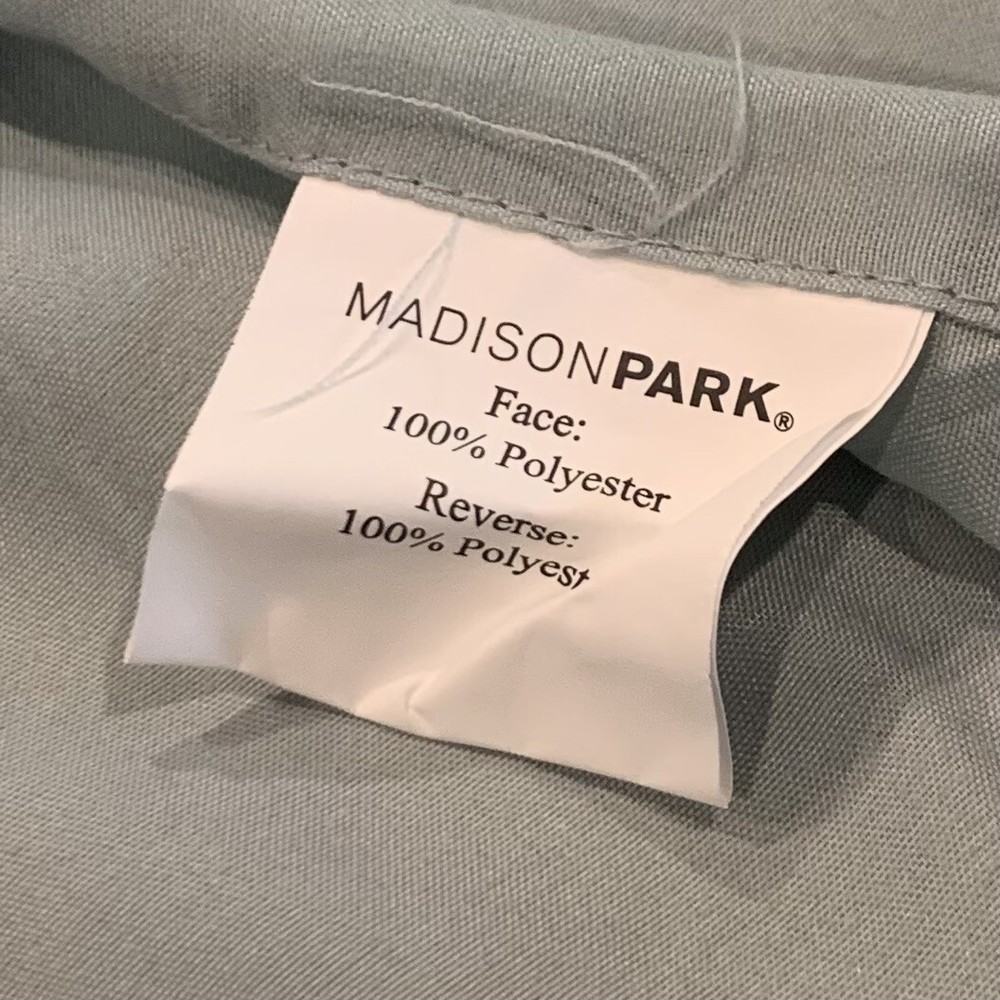 MADISONPARK®
Face:
100% Polyester
Reverse:
100% Polyest